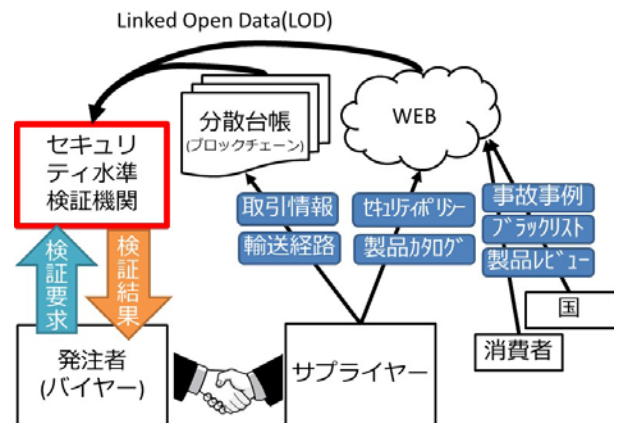 Linked Open Data(LOD)
分散台帳
(ブロックチェーン)
WEB
セキュリ
ティ水準
検証機関
取引情報
輸送経路
セキュリティポリシー
製品カタログ
事故事例
ブラックリスト
製品レビュー
検証要求
検証結果
国
消費者
発注者
(バイヤー)
サプライヤー